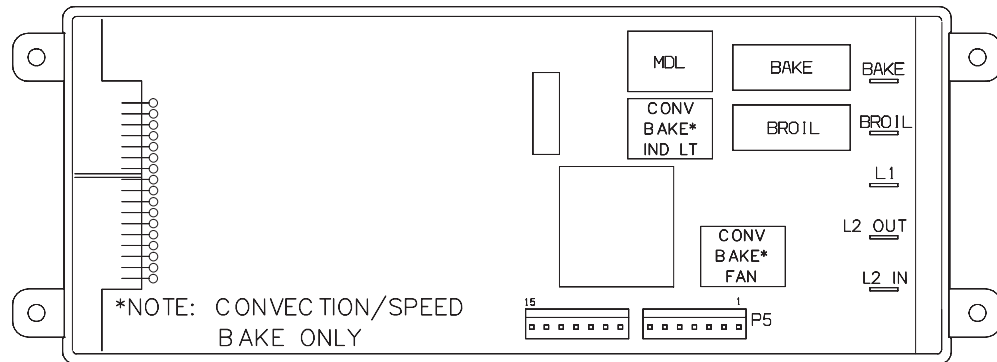 MDL
BAKE
BAKE
CONV
BAKE*
IND LT
BROIL
BROIL
L1
L2 OUT
CONV
BAKE*
FAN
L2 IN
*NOTE: CONVECTION/SPEED
BAKE ONLY
15
1
P5